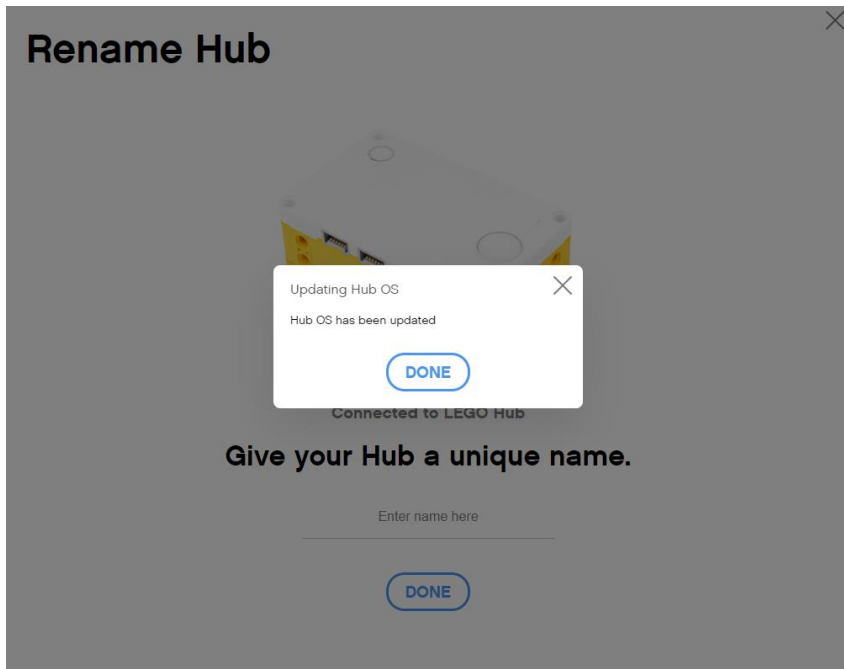 Rename Hub
Updating Hub OS
Hub OS has been updated
DONE
Connected to LEGO Hub
Give your Hub a unique name.
Enter name here
DONE